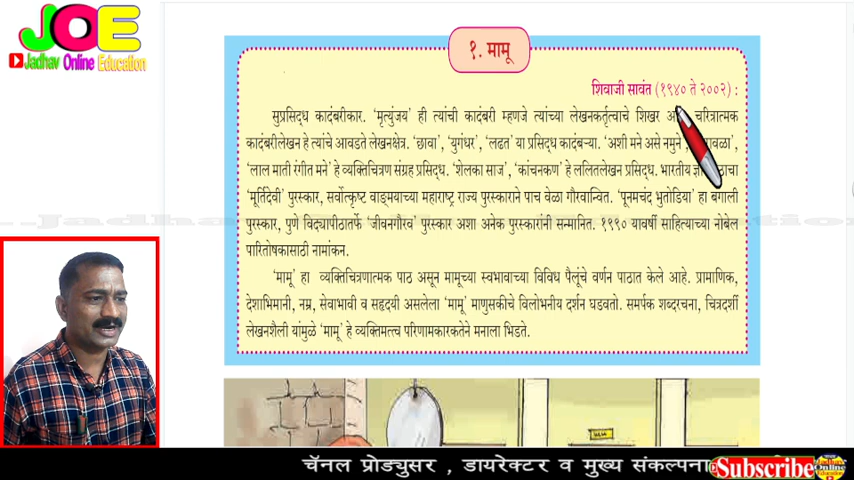 JOE
Jadhav Online Education
१. मामू
शिवाजी सावंत (१९४० ते २००२) :
सुप्रसिद्ध कादंबरीकार. 'मृत्युंजय' ही त्यांची कादंबरी म्हणजे त्यांच्या लेखनकर्तृत्वाचे शिखर चरित्रात्मक
कादंबरीलेखन हे त्यांचे आवडते लेखनक्षेत्र. 'छावा', 'युगंधर', 'लढत' या प्रसिद्ध कादंबऱ्या. 'अशी मने असे नमुने',
'लाल माती रंगीत मने' हे व्यक्तिचित्रण संग्रह प्रसिद्ध. 'शेलका साज', 'कांचनकण' हे ललितलेखन प्रसिद्ध. भारतीय
'मूर्तिदेवी' पुरस्कार, सर्वोत्कृष्ट वाङ्मयाच्या महाराष्ट्र राज्य पुरस्काराने पाच वेळा गौरवान्वित. 'पूनमचंद भुतोडिया' हा बंगाली
पुरस्कार, पुणे विद्यापीठातर्फे 'जीवनगौरव' पुरस्कार अशा अनेक पुरस्कारांनी सन्मानित. १९९० यावर्षी साहित्याच्या नोबेल
पारितोषकासाठी नामांकन.
'मामू' हा व्यक्तिचित्रणात्मक पाठ असून मामूच्या स्वभावाच्या विविध पैलूंचे वर्णन पाठात केले आहे. प्रामाणिक,
देशाभिमानी, नम्र, सेवाभावी व सहृदयी असलेला 'मामू' माणुसकीचे विलोभनीय दर्शन घडवतो. समर्पक शब्दरचना, चित्रदर्शी
लेखनशैली यांमुळे 'मामू' हे व्यक्तिमत्त्व परिणामकारकतेने मनाला भिडते.
चॅनल प्रोड्युसर , डायरेक्टर व मुख्य संकल्पना
Subscribe